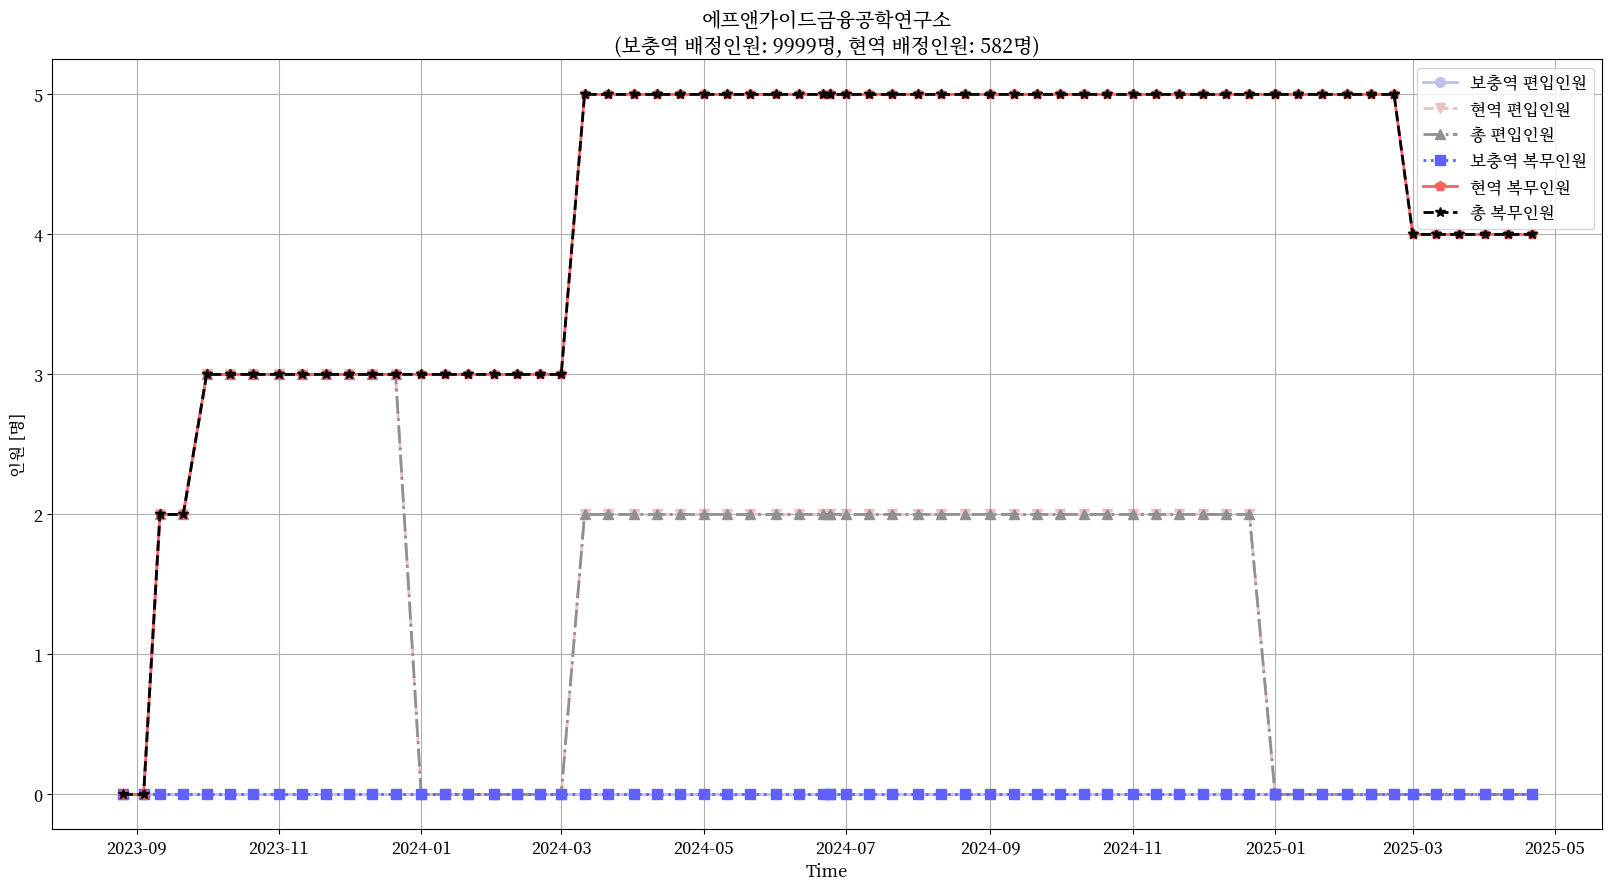 에프앤가이드금융공학연구소
(보충역 배정인원: 9999명, 현역 배정인원: 582명)
보충역 편입인원
현역 편입인원
총 편입인원
보충역 복무인원
현역 복무인원
총 복무인원
인원 [명]
5
4
3
2
1
0
2023-09
2023-11
2024-01
2024-03
2024-05
2024-07
2024-09
2024-11
2025-01
2025-03
2025-05
Time